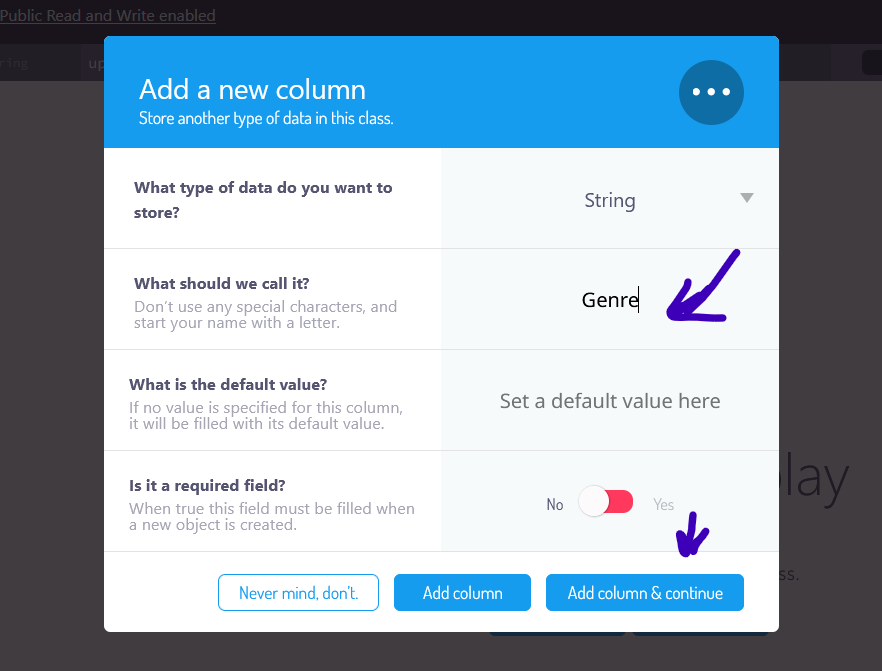 Public Read and Write enabled
ring
up
Add a new column
Store another type of data in this class.
What type of data do you want to
store?
String
What should we call it?
Don't use any special characters, and
start your name with a letter.
Genre
What is the default value?
If no value is specified for this column,
it will be filled with its default value.
Set a default value here
Is it a required field?
When true this field must be filled when
a new object is created.
No
Yes
lay
ss.
Never mind, don't.
Add column
Add column & continue